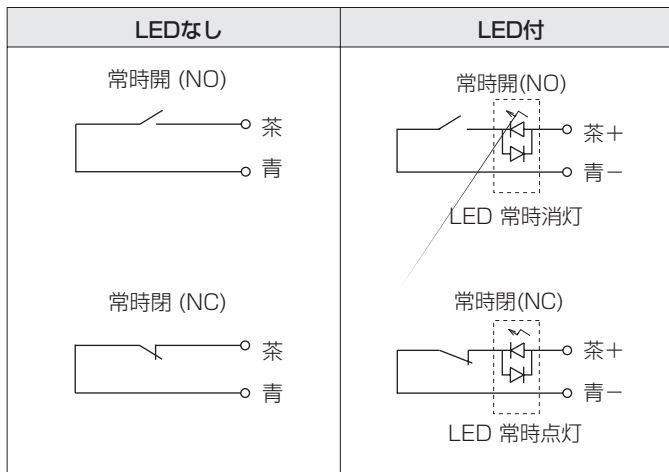 LEDなし
LED付
常時開 (NO)
茶
青
常時開(NO)
茶＋
青－
LED 常時消灯
常時閉 (NC)
茶
青
常時閉(NC)
茶＋
青－
LED 常時点灯